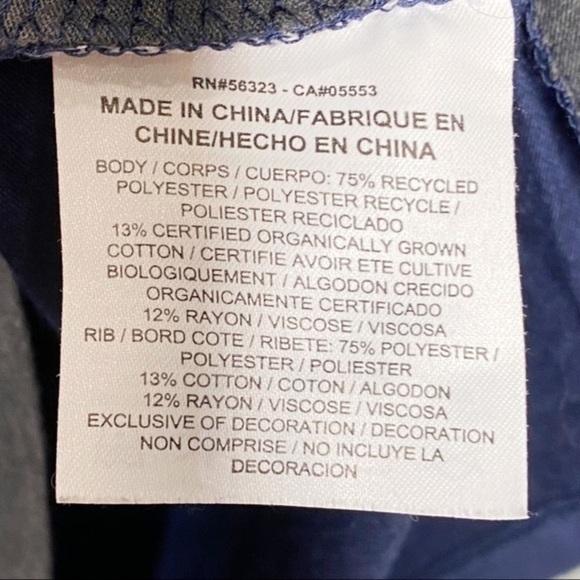 RN#56323 - CA#05553
MADE IN CHINA/FABRIQUE EN
CHINE/HECHO EN CHINA
BODY / CORPS / CUERPO: 75% RECYCLED
POLYESTER / POLYESTER RECYCLE /
POLIESTER RECICLADO
13% CERTIFIED ORGANICALLY GROWN
COTTON / CERTIFIE AVOIR ETE CULTIVE
BIOLOGIQUEMENT / ALGODON CRECIDO
ORGANICAMENTE CERTIFICADO
12% RAYON / VISCOSE / VISCOSA
RIB / BORD COTE / RIBETE: 75% POLYESTER /
POLYESTER / POLIESTER
13% COTTON / COTON / ALGODON
12% RAYON / VISCOSE / VISCOSA
EXCLUSIVE OF DECORATION / DECORATION
NON COMPRISE / NO INCLUYE LA
DECORACION